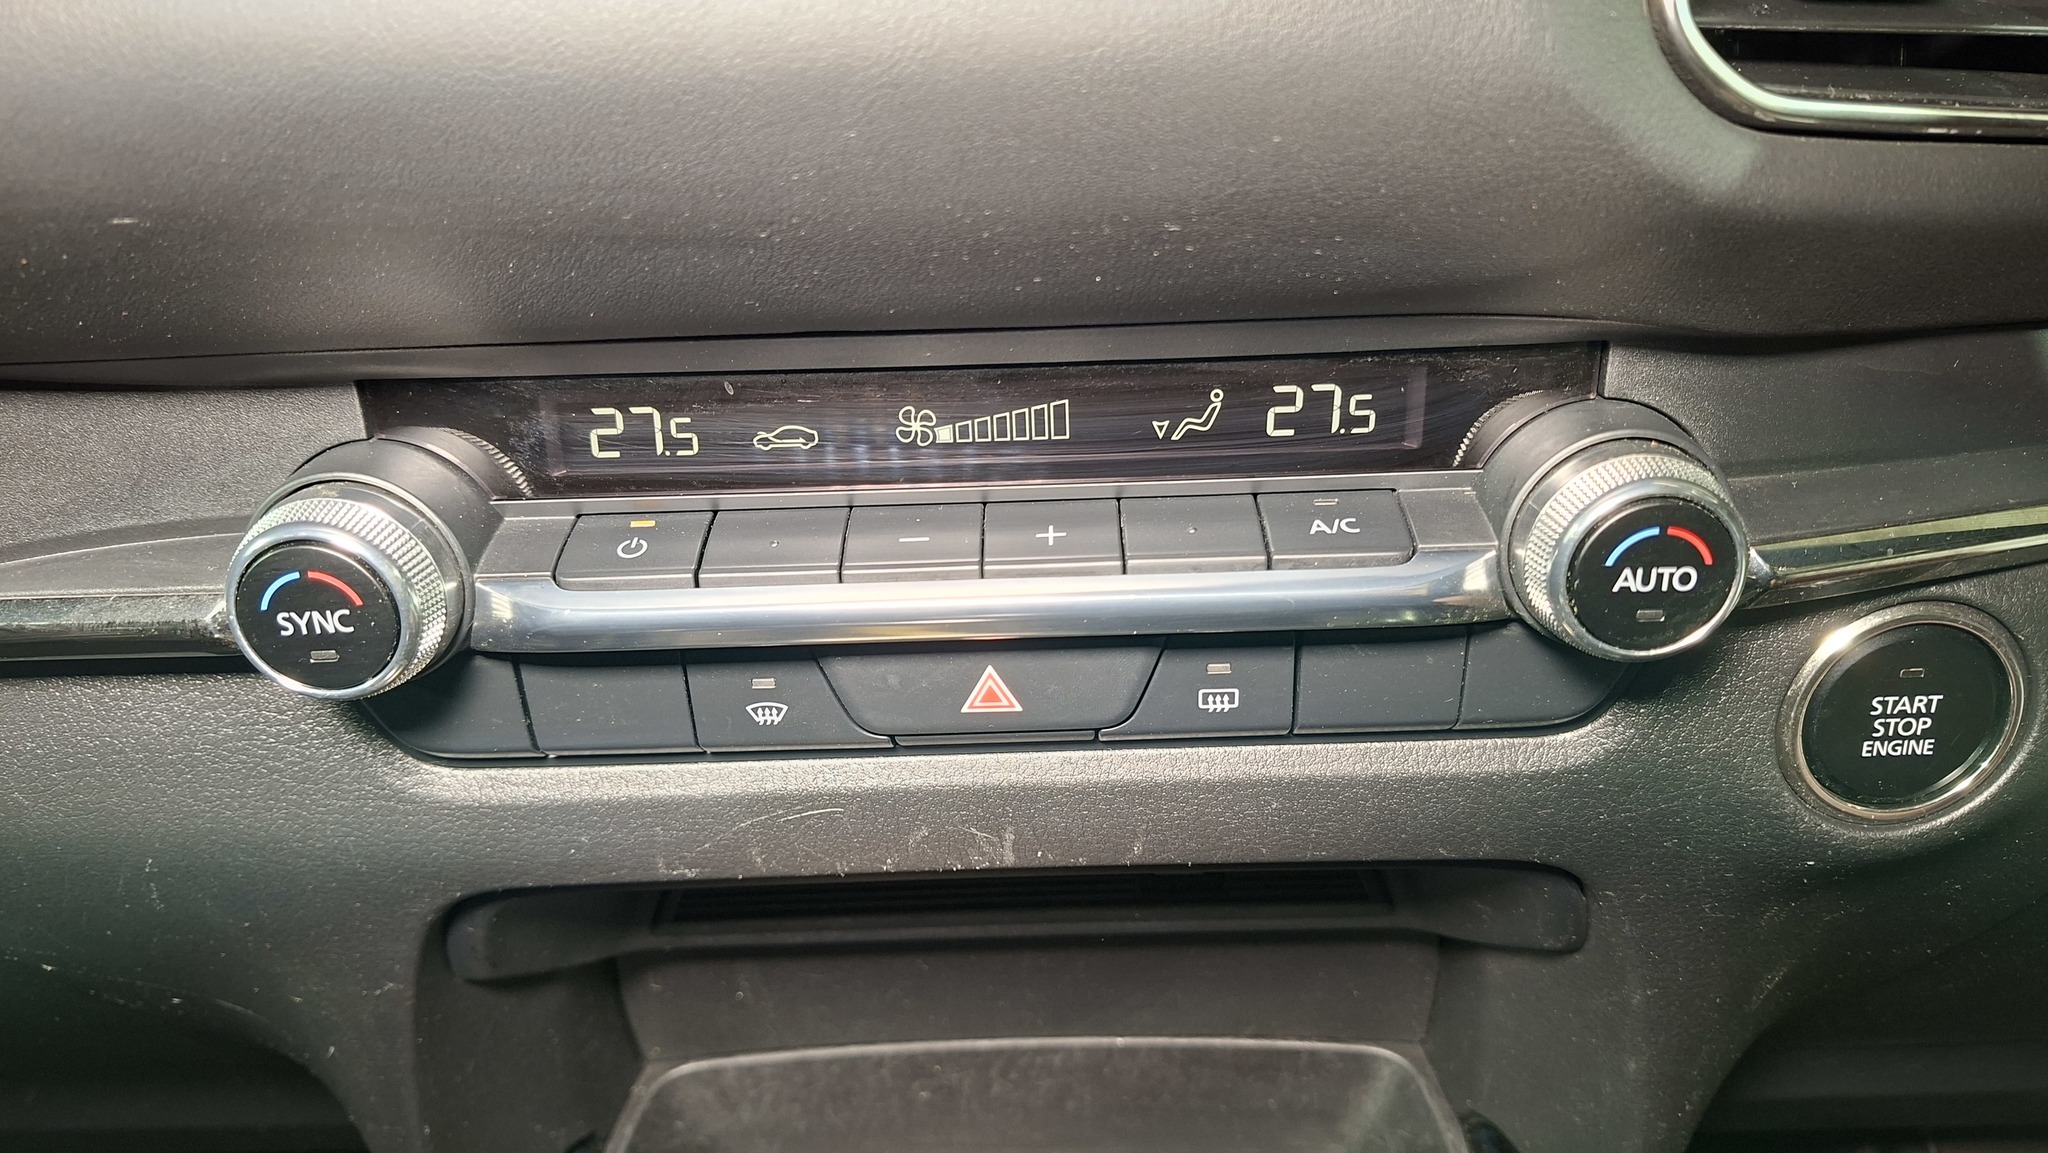 27.5 27.5
− + A/C
SYNC
AUTO
START
STOP
ENGINE